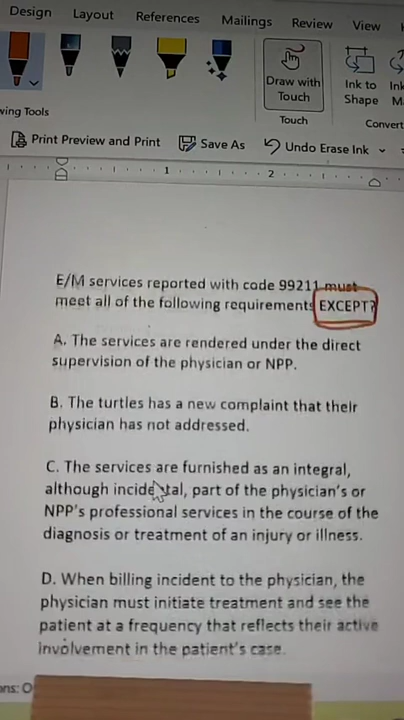 Design Layout References Mailings Review View
Draw with Touch
Ink to Shape
Ink
wing Tools
Touch
Convert
Print Preview and Print Save As Undo Erase Ink
1 2
E/M services reported with code 99211 must
meet all of the following requirements EXCEPT?
A. The services are rendered under the direct
supervision of the physician or NPP.
B. The turtles has a new complaint that their
physician has not addressed.
C. The services are furnished as an integral,
although incidental, part of the physician's or
NPP's professional services in the course of the
diagnosis or treatment of an injury or illness.
D. When billing incident to the physician, the
physician must initiate treatment and see the
patient at a frequency that reflects their active
involvement in the patient's case.
ons: O